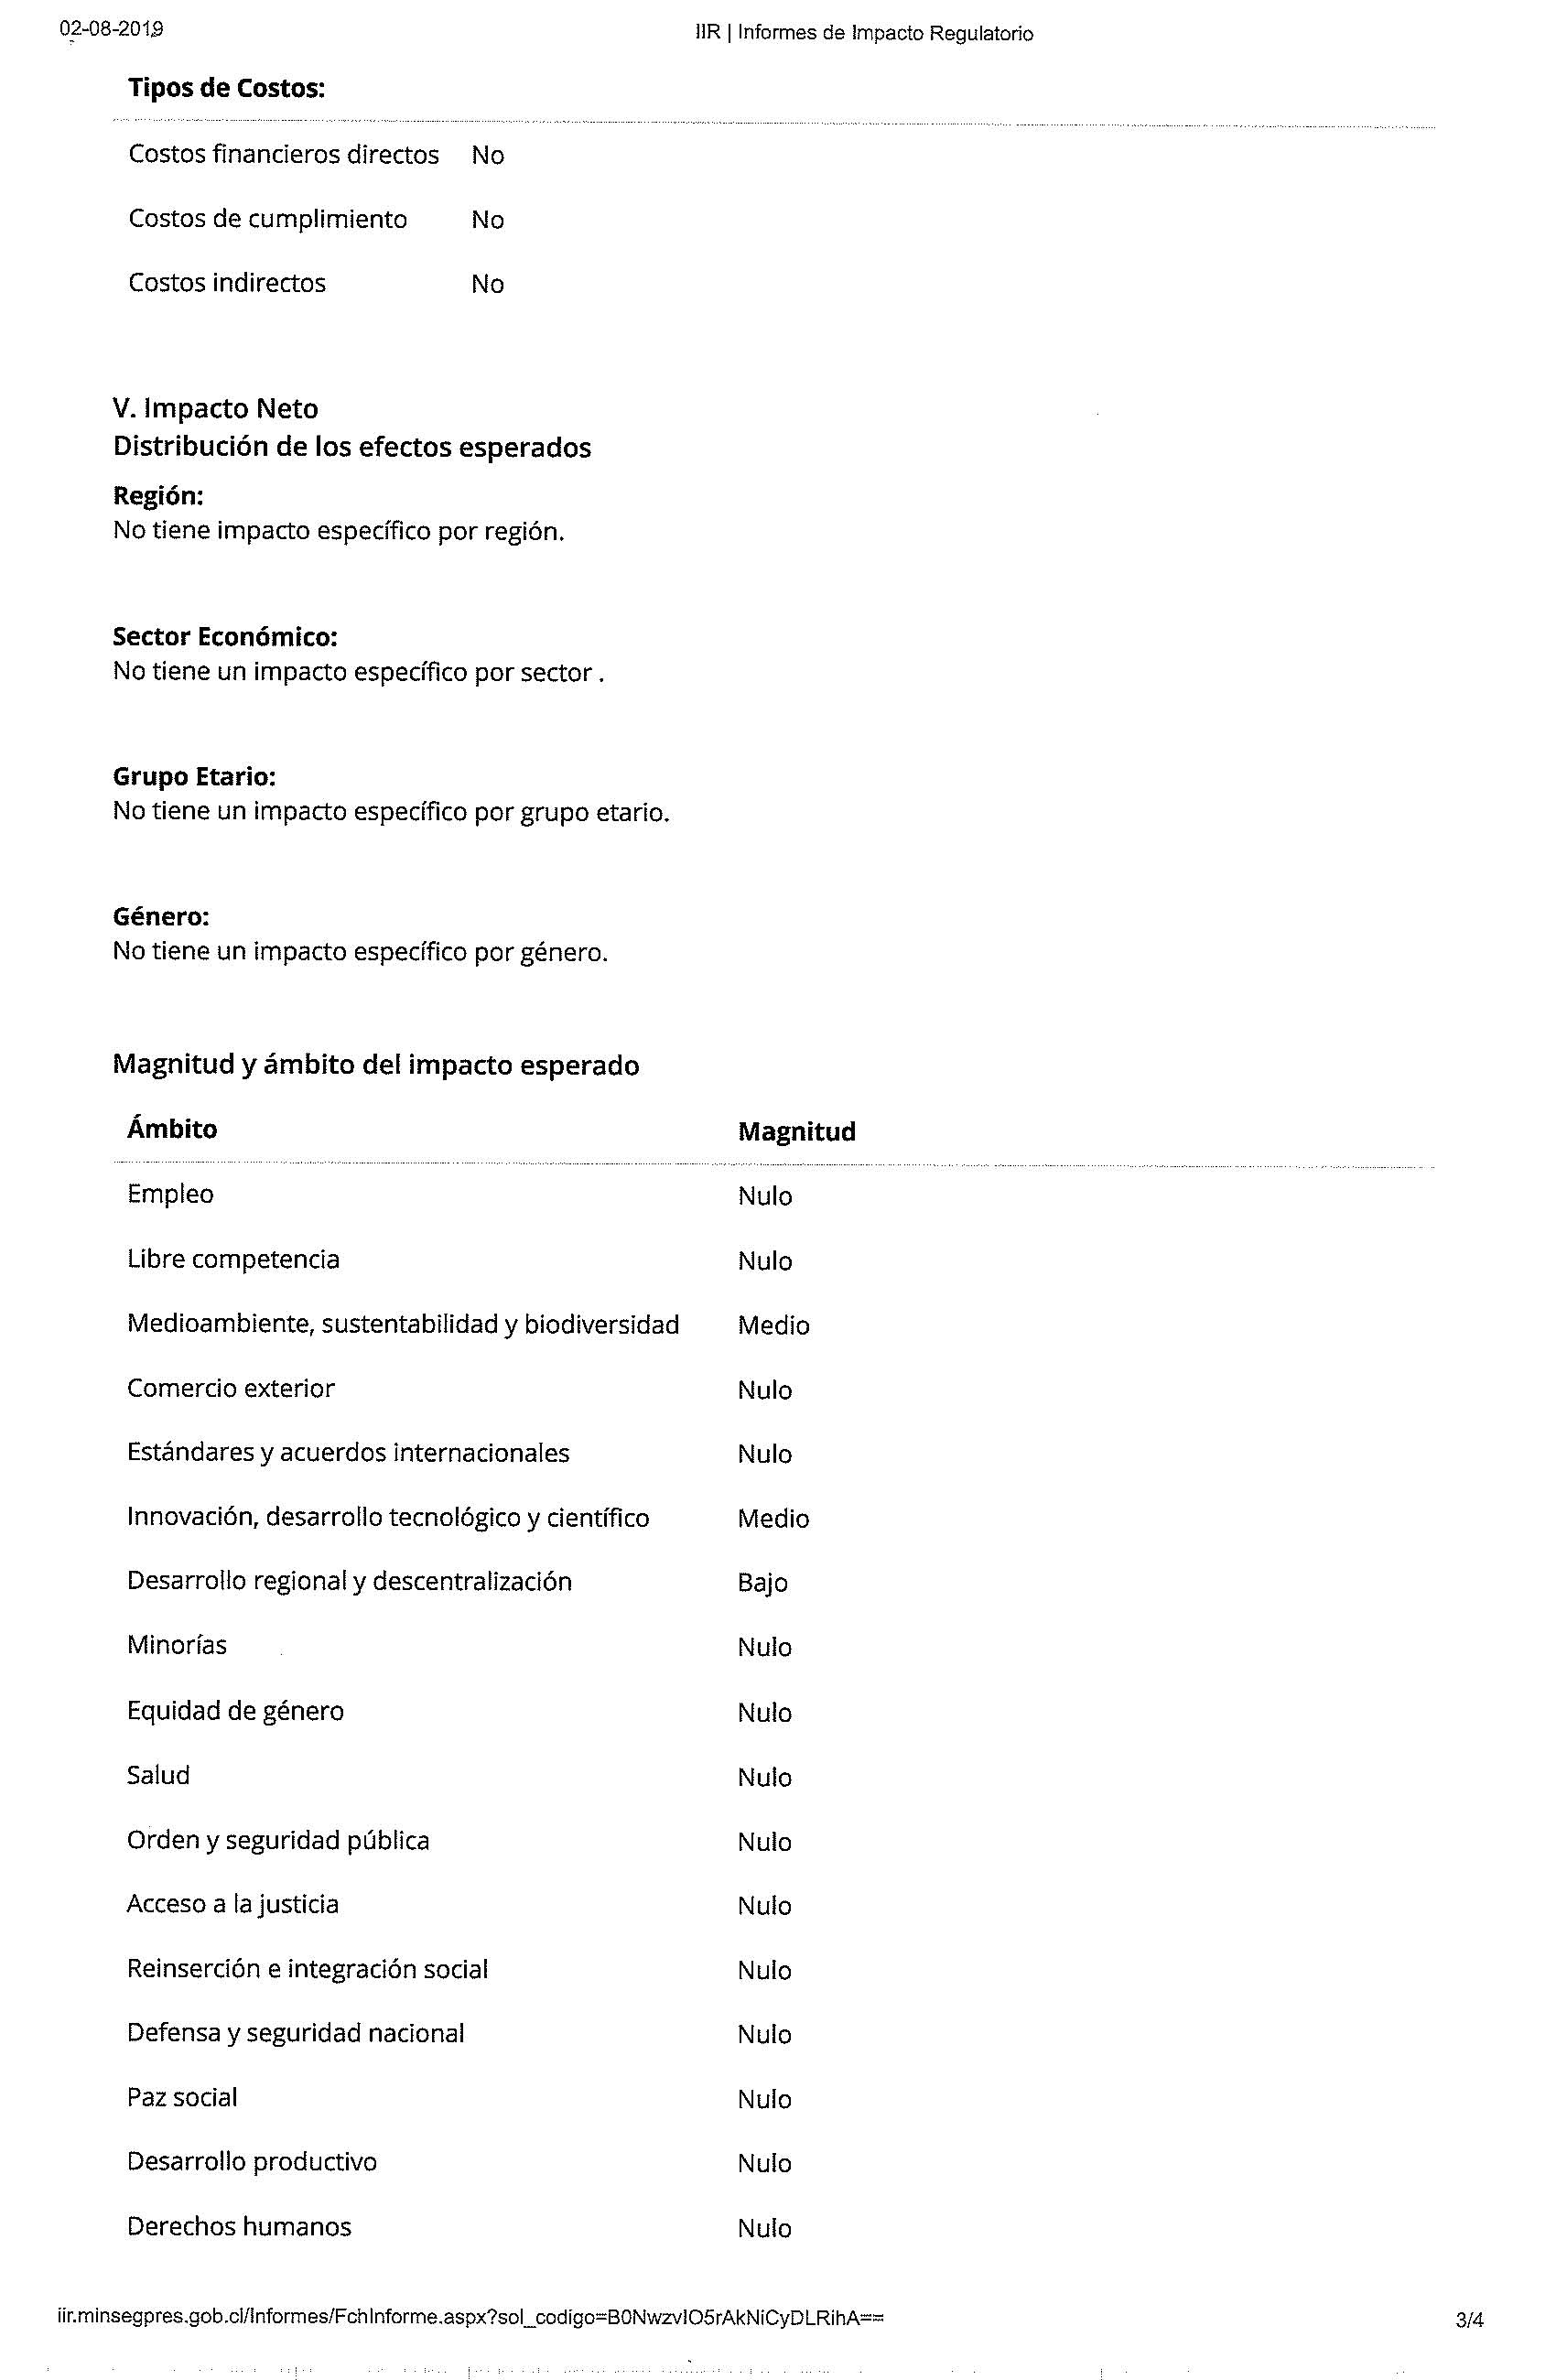 02-08-2019 IIR | Informes de Impacto Regulatorio
Tipos de Costos:
Costos financieros directos No
Costos de cumplimiento No
Costos indirectos No
V. Impacto Neto
Distribución de los efectos esperados
Región:
No tiene impacto específico por región.
Sector Económico:
No tiene un impacto específico por sector .
Grupo Etario:
No tiene un impacto específico por grupo etario.
Género:
No tiene un impacto específico por género.
Magnitud y ámbito del impacto esperado
Ámbito Magnitud
Empleo Nulo
Libre competencia Nulo
Medioambiente, sustentabilidad y biodiversidad Medio
Comercio exterior Nulo
Estándares y acuerdos internacionales Nulo
Innovación, desarrollo tecnológico y científico Medio
Desarrollo regional y descentralización Bajo
Minorías Nulo
Equidad de género Nulo
Salud Nulo
Orden y seguridad pública Nulo
Acceso a la justicia Nulo
Reinserción e integración social Nulo
Defensa y seguridad nacional Nulo
Paz social Nulo
Desarrollo productivo Nulo
Derechos humanos Nulo
iir.minsegpres.gob.cl/Informes/FchInforme.aspx?sol_codigo=B0NwzvIO5rAkNiCyDLRihA== 3/4